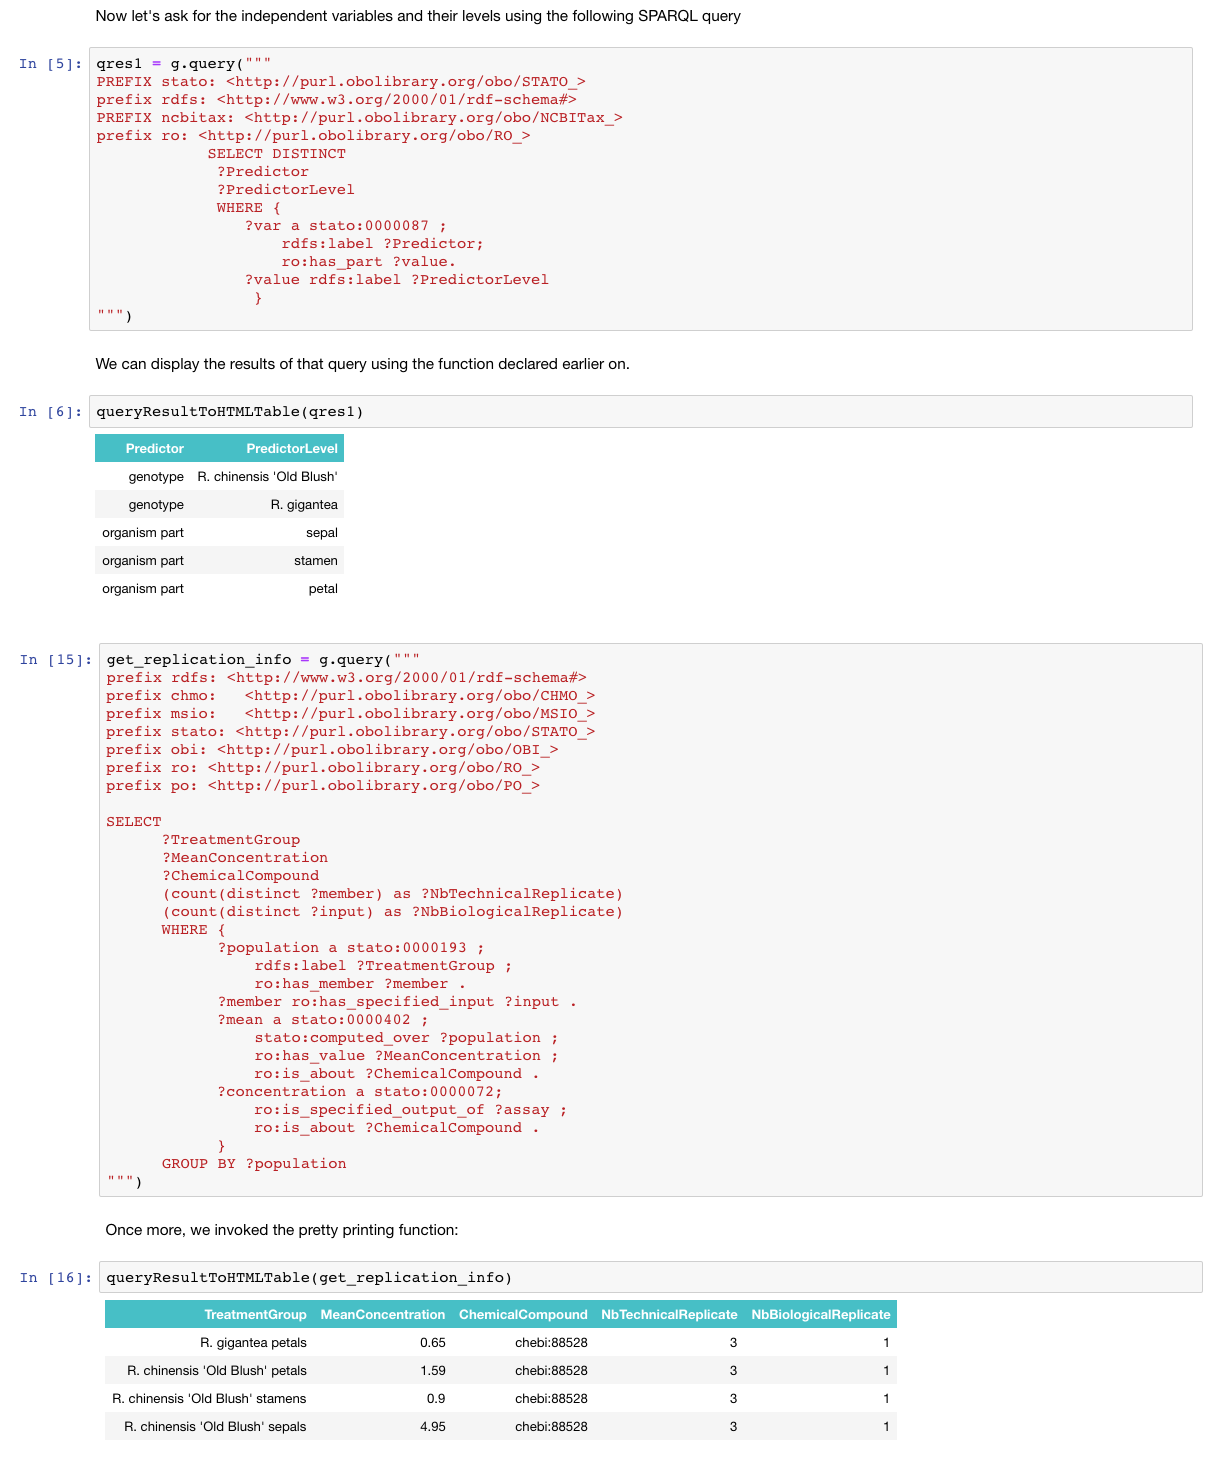 Now let's ask for the independent variables and their levels using the following SPARQL query
In [5]: qres1 = g.query("""
PREFIX stato: <http://purl.obolibrary.org/obo/STATO_>
prefix rdfs: <http://www.w3.org/2000/01/rdf-schema#>
PREFIX ncbitax: <http://purl.obolibrary.org/obo/NCBITax_>
prefix ro: <http://purl.obolibrary.org/obo/RO_>
SELECT DISTINCT
?Predictor
?PredictorLevel
WHERE {
?var a stato:0000087 ;
rdfs:label ?Predictor;
ro:has_part ?value.
?value rdfs:label ?PredictorLevel
}
""")
We can display the results of that query using the function declared earlier on.
In [6]: queryResultToHTMLTable(qres1)
Predictor PredictorLevel
genotype R. chinensis 'Old Blush'
genotype R. gigantea
organism part sepal
organism part stamen
organism part petal
In [15]: get_replication_info = g.query("""
prefix rdfs: <http://www.w3.org/2000/01/rdf-schema#>
prefix chmo: <http://purl.obolibrary.org/obo/CHMO_>
prefix msio: <http://purl.obolibrary.org/obo/MSIO_>
prefix stato: <http://purl.obolibrary.org/obo/STATO_>
prefix obi: <http://purl.obolibrary.org/obo/OBI_>
prefix ro: <http://purl.obolibrary.org/obo/RO_>
prefix po: <http://purl.obolibrary.org/obo/PO_>
SELECT
?TreatmentGroup
?MeanConcentration
?ChemicalCompound
(count(distinct ?member) as ?NbTechnicalReplicate)
(count(distinct ?input) as ?NbBiologicalReplicate)
WHERE {
?population a stato:0000193 ;
rdfs:label ?TreatmentGroup ;
ro:has_member ?member .
?member ro:has_specified_input ?input .
?mean a stato:0000402 ;
stato:computed_over ?population ;
ro:has_value ?MeanConcentration ;
ro:is_about ?ChemicalCompound .
?concentration a stato:0000072;
ro:is_specified_output_of ?assay ;
ro:is_about ?ChemicalCompound .
}
GROUP BY ?population
""")
Once more, we invoked the pretty printing function:
In [16]: queryResultToHTMLTable(get_replication_info)
TreatmentGroup MeanConcentration ChemicalCompound NbTechnicalReplicate NbBiologicalReplicate
R. gigantea petals 0.65 chebi:88528 3 1
R. chinensis 'Old Blush' petals 1.59 chebi:88528 3 1
R. chinensis 'Old Blush' stamens 0.9 chebi:88528 3 1
R. chinensis 'Old Blush' sepals 4.95 chebi:88528 3 1